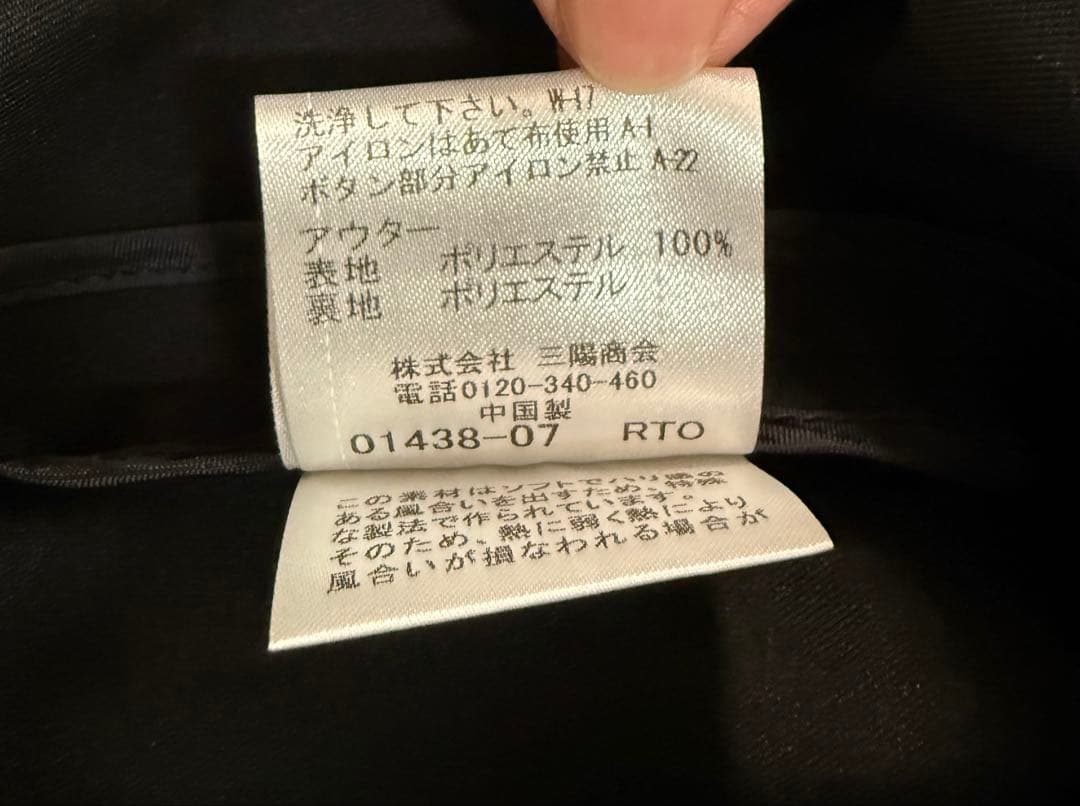 洗浄して下さい。W-17
アイロンはあて布使用 A-1
ボタン部分アイロン禁止 A-22
アウター
表地 ポリエステル 100%
裏地 ポリエステル
株式会社 三陽商会
電話0120-340-460
中国製
01438-07 RTO
この素材はソフトでハリ感の
ある風合いを出すため、特殊
な製法で作られています。
そのため、熱に弱く熱により
風合いが損なわれる場合が